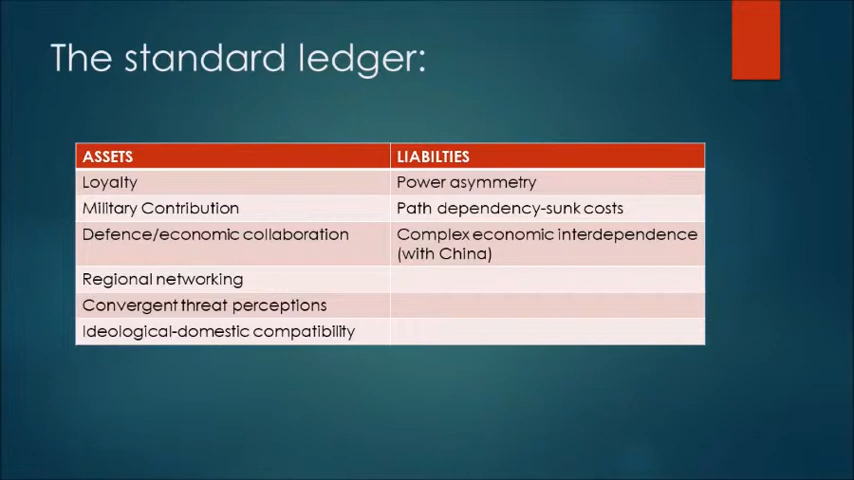 The standard ledger:
ASSETS LIABILTIES
Loyalty Power asymmetry
Military Contribution Path dependency-sunk costs
Defence/economic collaboration Complex economic interdependence
(with China)
Regional networking
Convergent threat perceptions
Ideological-domestic compatibility